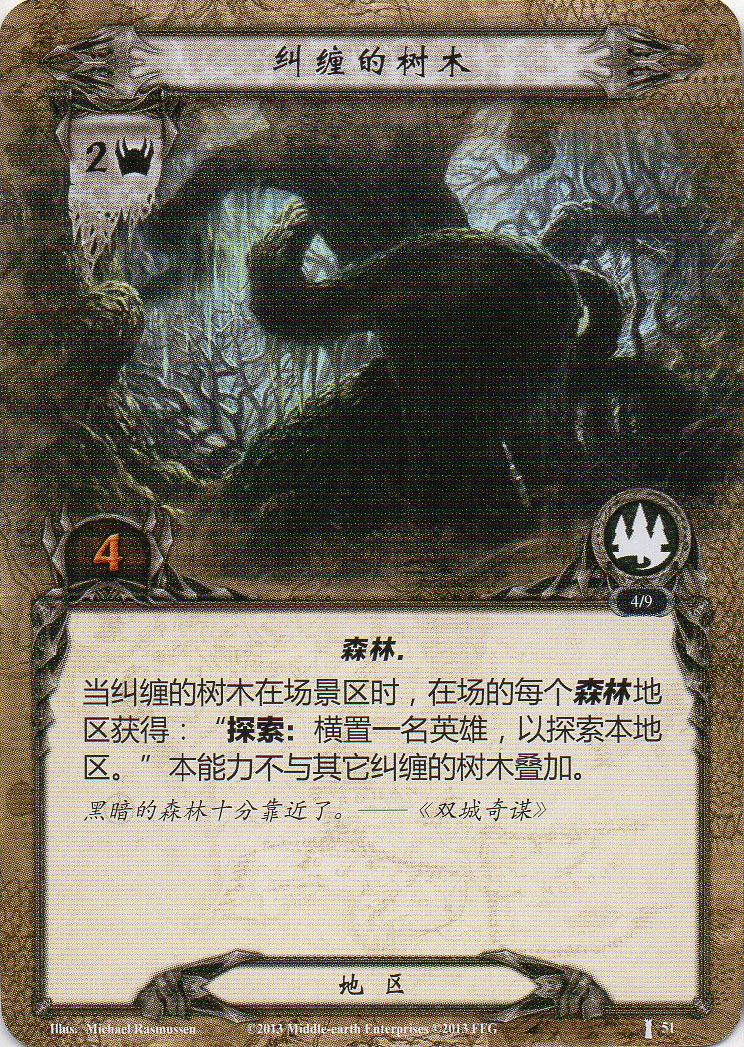 纠缠的树木
2
4
4/9
森林.
当纠缠的树木在场景区时，在场的每个森林地
区获得：“探索：横置一名英雄，以探索本地
区。”本能力不与其它纠缠的树木叠加。
黑暗的森林十分靠近了。——《双城奇谋》
地区
Illus. Michael Rasmussen
©2013 Middle-earth Enterprises ©2013 FFG
51